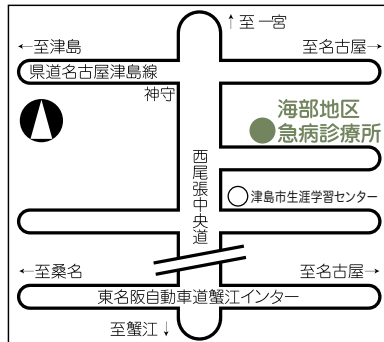 ↑至一宮
←至津島
至名古屋→
県道名古屋津島線
神守
海部地区
急病診療所
西尾張中央道
津島市生涯学習センター
←至桑名
至名古屋→
東名阪自動車道蟹江インター
至蟹江↓